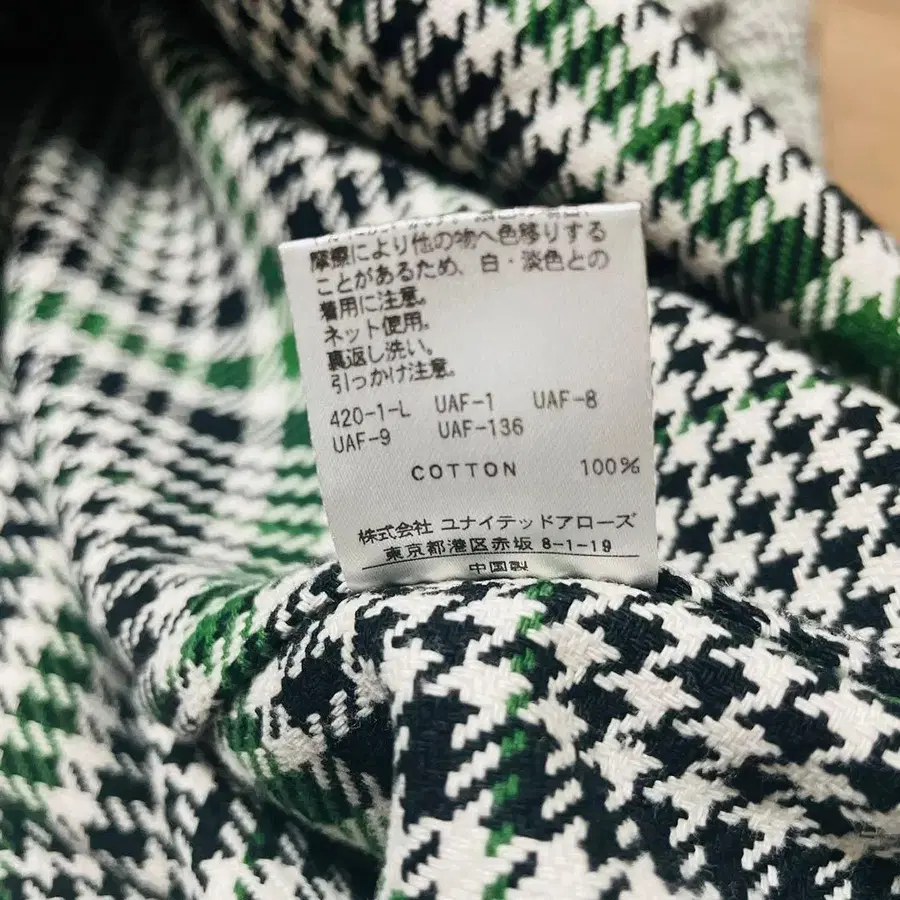 摩擦により他の物へ色移りする
ことがあるため、白・淡色との
着用に注意。
ネット使用。
裏返し洗い。
引っかけ注意。
420-1-L UAF-1 UAF-8
UAF-9 UAF-136
COTTON 100%
株式会社 ユナイテッドアローズ
東京都港区赤坂 8-1-19
中国製